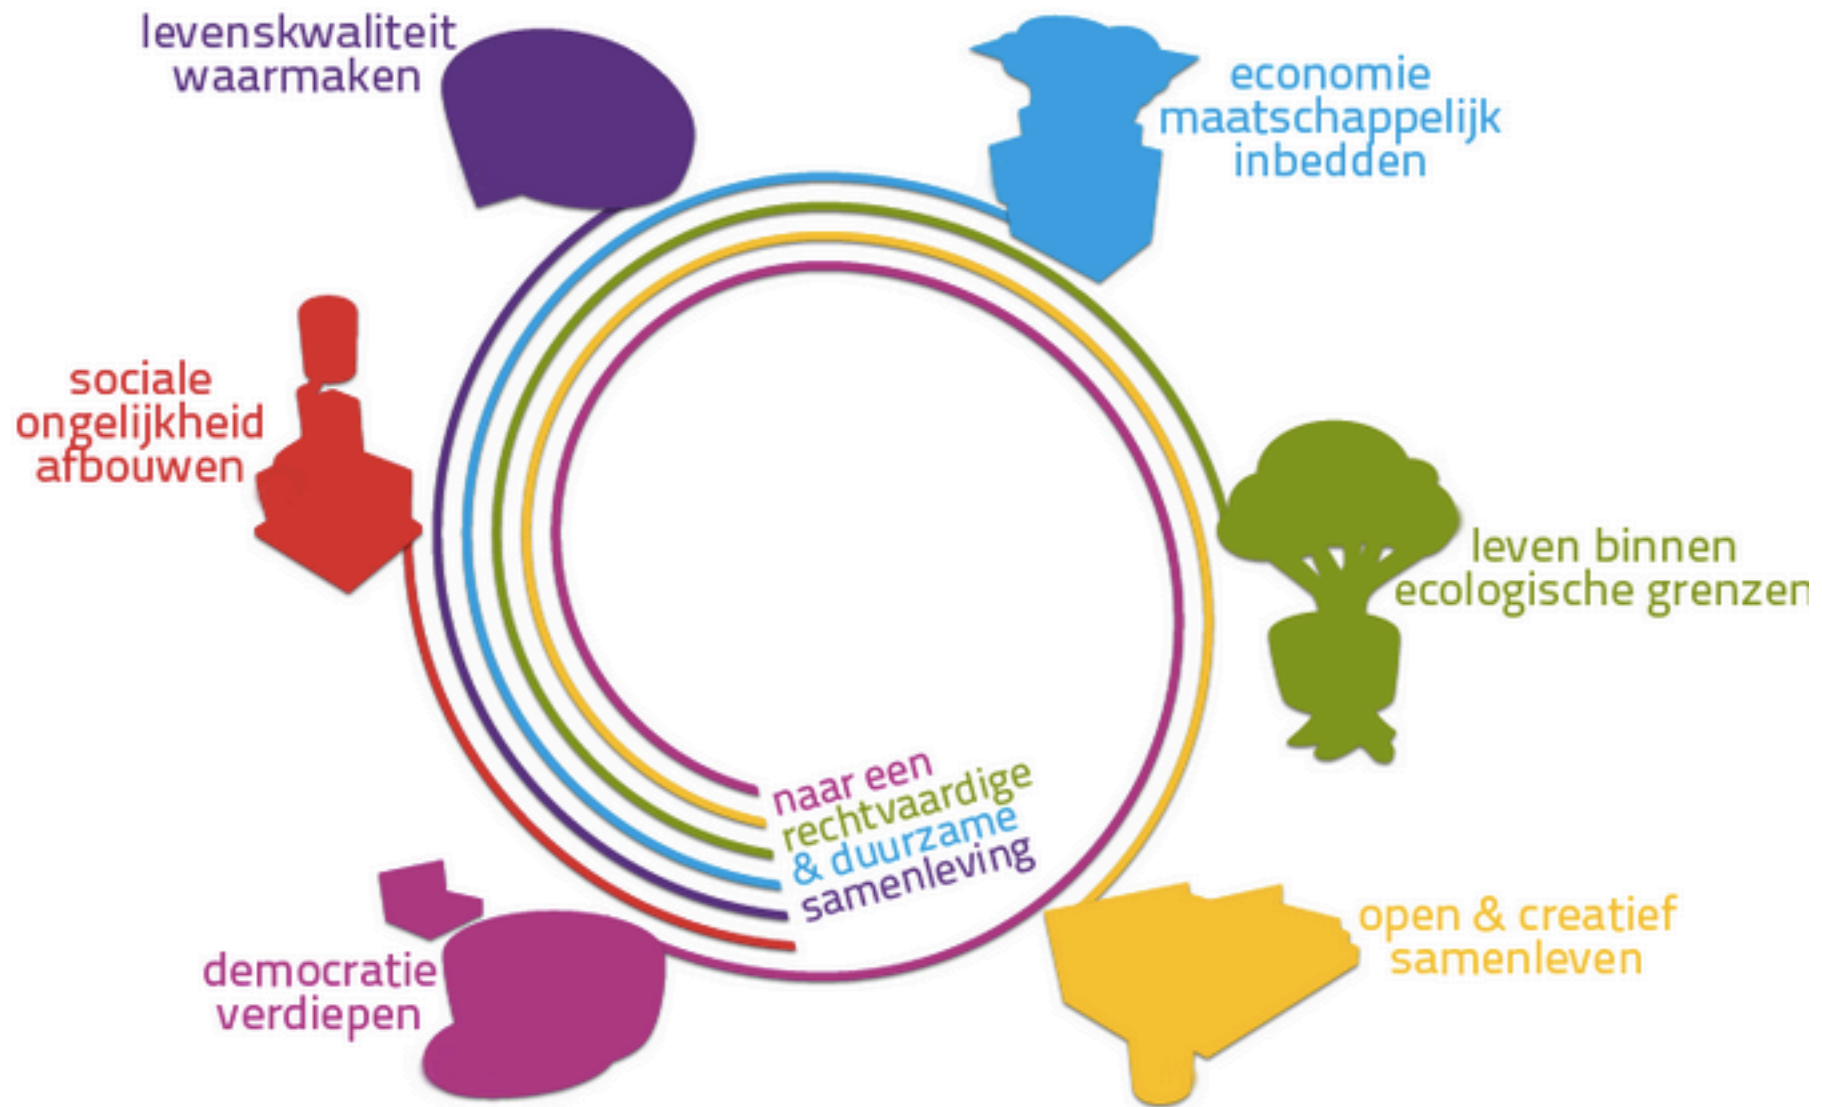 levenskwaliteit
waarmaken
economie
maatschappelijk
inbedden
sociale
ongelijkheid
afbouwen
leven binnen
ecologische grenzen
naar een
rechtvaardige
& duurzame
samenleving
open & creatief
samenleven
democratie
verdiepen